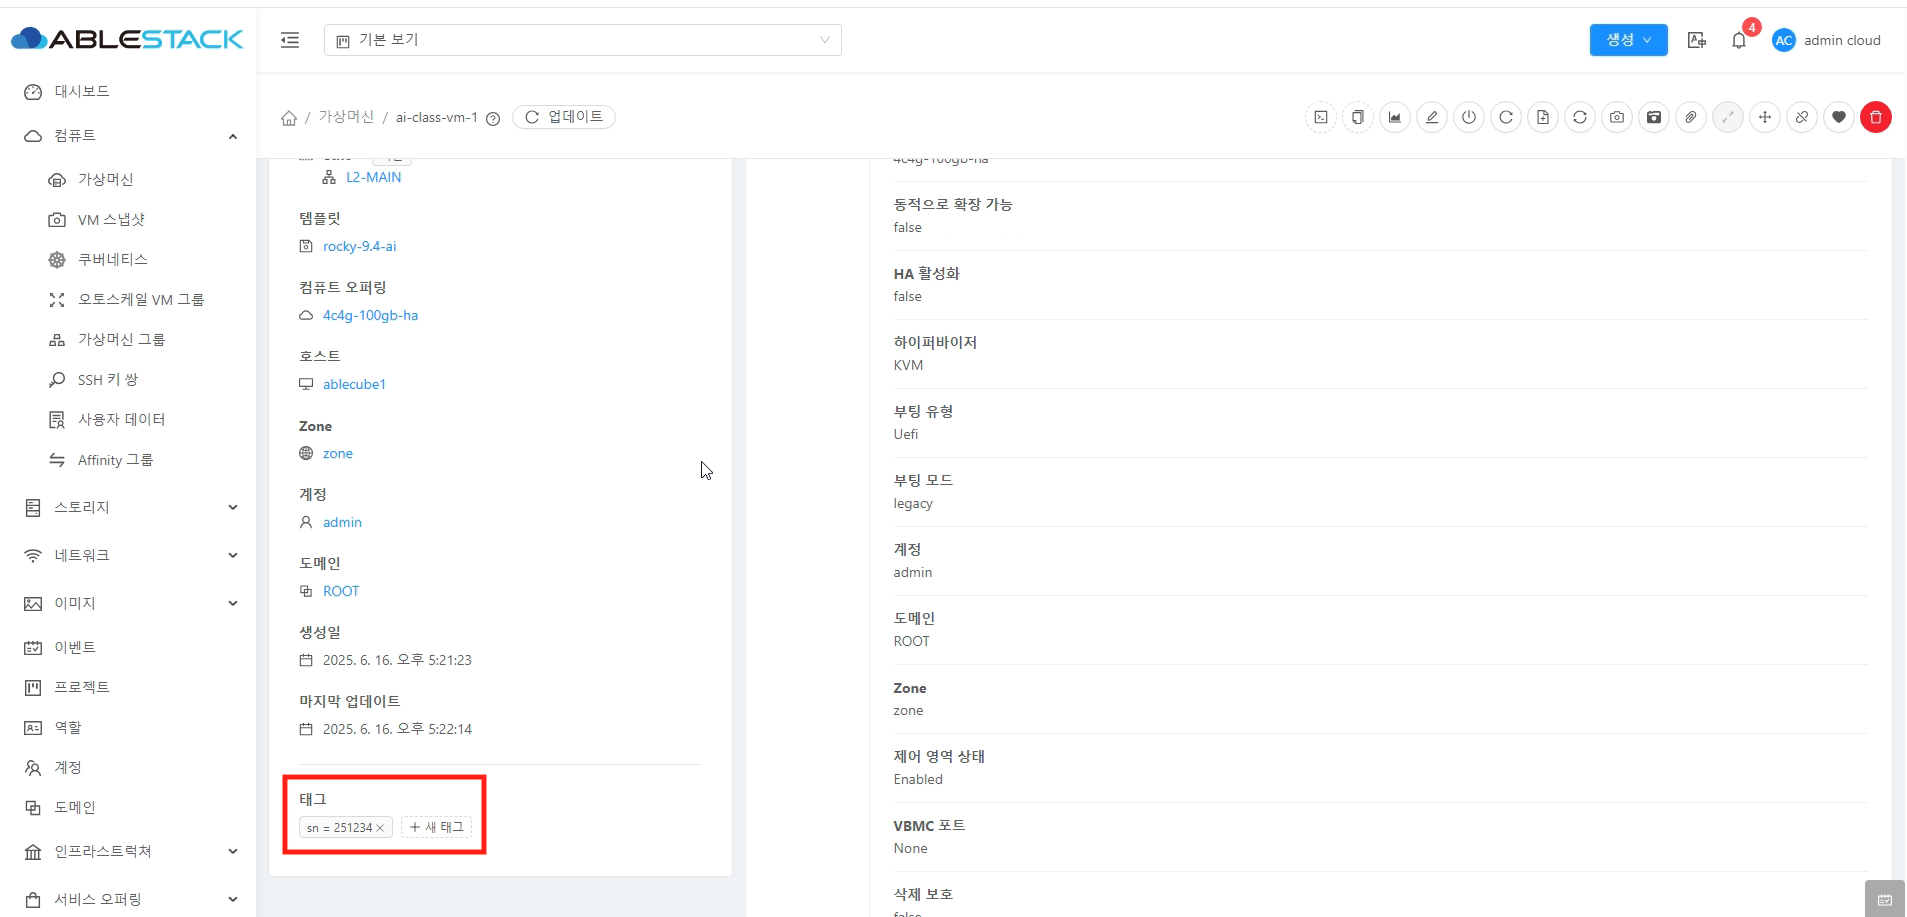 ABLESTACK
기본 보기
생성
4
AC
admin cloud
대시보드
컴퓨트
가상머신
VM 스냅샷
쿠버네티스
오토스케일 VM 그룹
가상머신 그룹
SSH 키 쌍
사용자 데이터
Affinity 그룹
스토리지
네트워크
이미지
이벤트
프로젝트
역할
계정
도메인
인프라스트럭쳐
서비스 오퍼링
/ 가상머신 / ai-class-vm-1
업데이트
L2-MAIN
템플릿
rocky-9.4-ai
컴퓨트 오퍼링
4c4g-100gb-ha
호스트
ablecube1
Zone
zone
계정
admin
도메인
ROOT
생성일
2025. 6. 16. 오후 5:21:23
마지막 업데이트
2025. 6. 16. 오후 5:22:14
태그
sn = 251234
+ 새 태그
4c4g-100gb-ha
동적으로 확장 가능
false
HA 활성화
false
하이퍼바이저
KVM
부팅 유형
Uefi
부팅 모드
legacy
계정
admin
도메인
ROOT
Zone
zone
제어 영역 상태
Enabled
VBMC 포트
None
삭제 보호
false